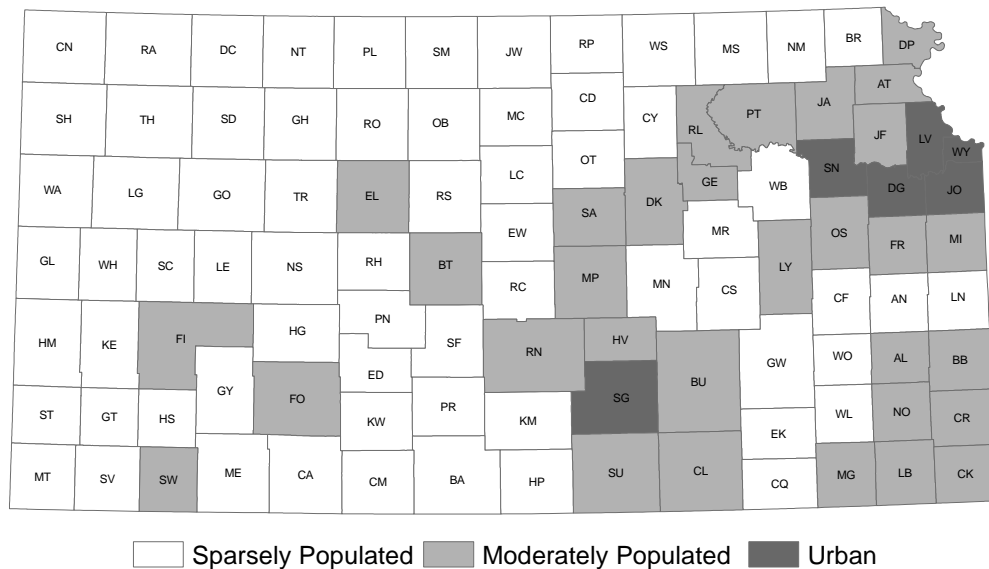 CN RA DC NT PL SM JW RP WS MS NM BR DP
SH TH SD GH RO OB MC CD CY RL PT JA AT
JF LV WY
WA LG GO TR EL RS LC OT SA DK GE WB SN DG JO
GL WH SC LE NS RH BT EW RC MP MR MN CS LY OS FR MI
CF AN LN
HM KE FI HG PN SF RN HV BU GW WO AL BB
GY FO ED SG
ST GT HS KW PR KM EK WL NO CR
MT SV SW ME CA CM BA HP SU CL CQ MG LB CK
Sparsely Populated Moderately Populated Urban